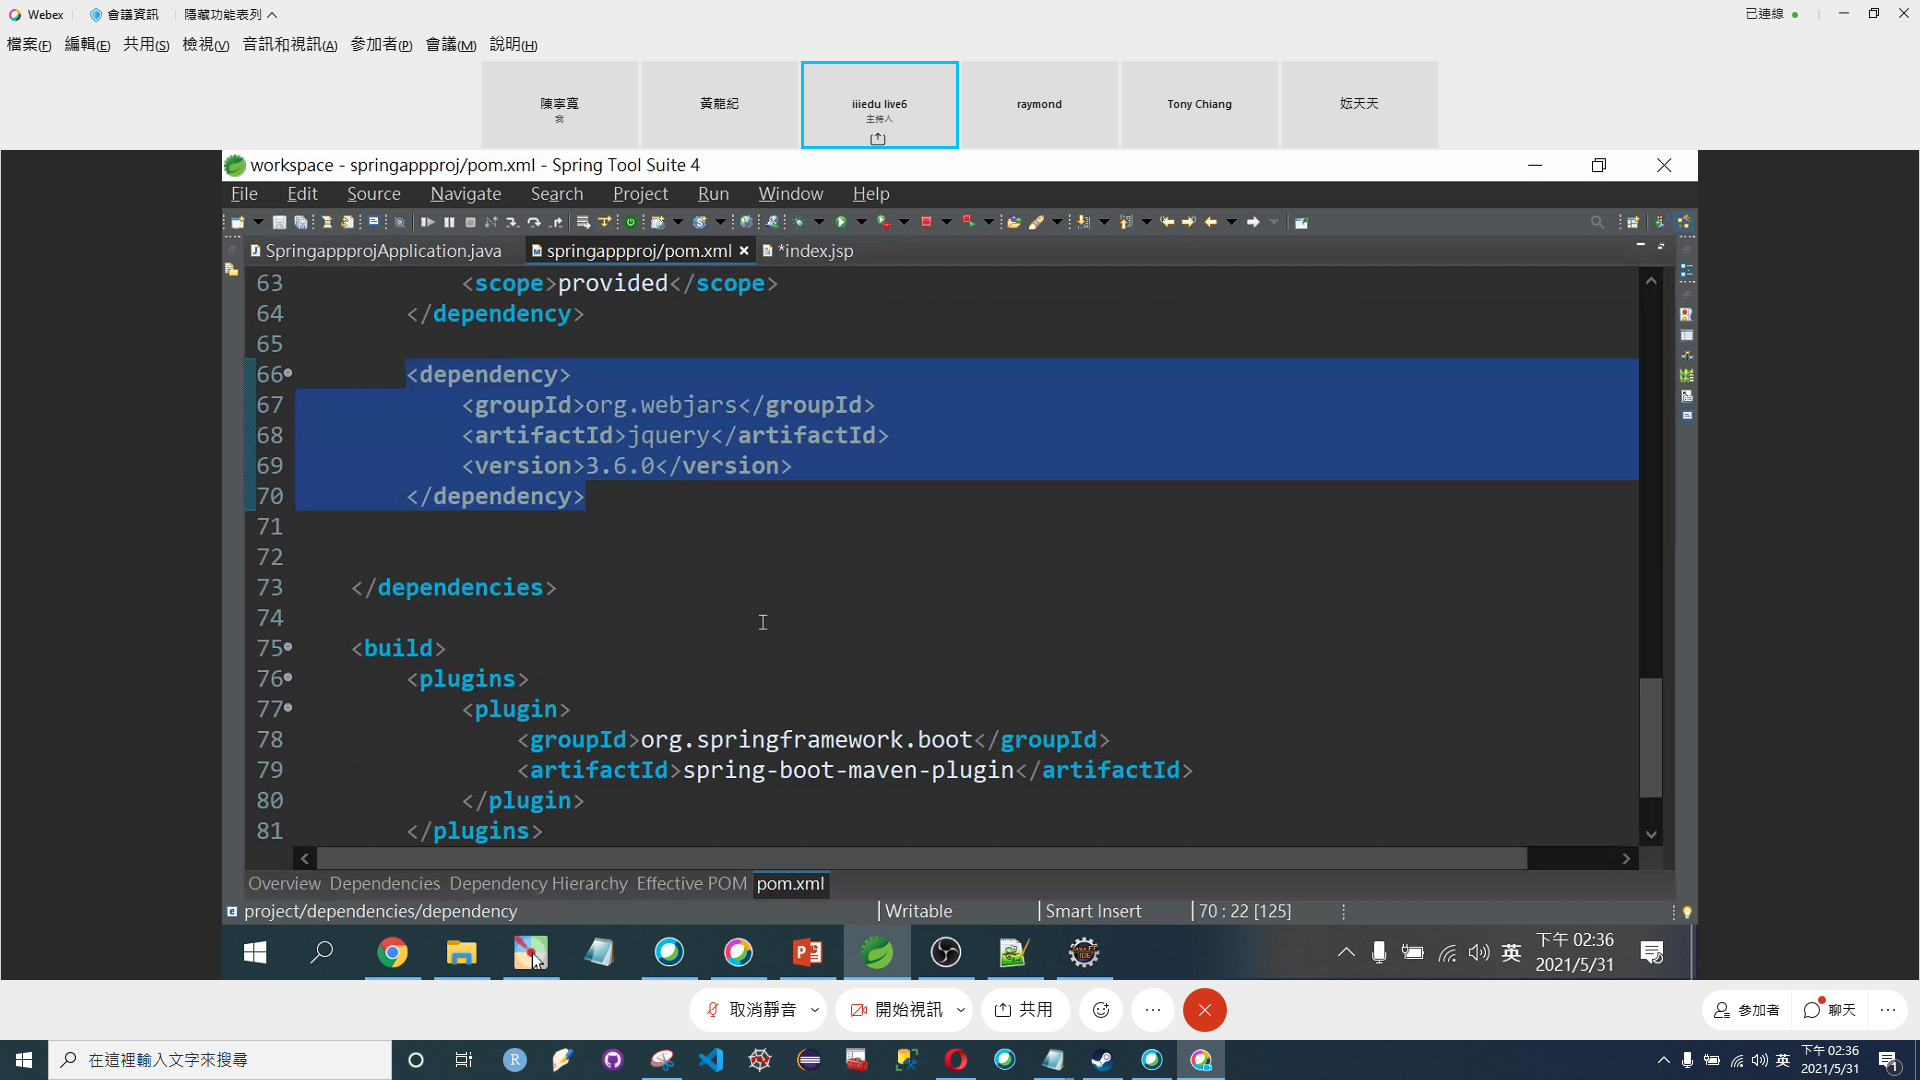 Webex 會議資訊 隱藏功能表列 已連線
檔案(F) 編輯(E) 共用(S) 檢視(V) 音訊和視訊(A) 參加者(P) 會議(M) 說明(H)
陳寧寬 黃龍紀 iiiedu live6 raymond Tony Chiang 妘天天
我 主持人
workspace - springappproj/pom.xml - Spring Tool Suite 4
File Edit Source Navigate Search Project Run Window Help
SpringappprojApplication.java springappproj/pom.xml *index.jsp
63 <scope>provided</scope>
64 </dependency>
65
66 <dependency>
67 <groupId>org.webjars</groupId>
68 <artifactId>jquery</artifactId>
69 <version>3.6.0</version>
70 </dependency>
71
72
73 </dependencies>
74
75 <build>
76 <plugins>
77 <plugin>
78 <groupId>org.springframework.boot</groupId>
79 <artifactId>spring-boot-maven-plugin</artifactId>
80 </plugin>
81 </plugins>
Overview Dependencies Dependency Hierarchy Effective POM pom.xml
project/dependencies/dependency Writable Smart Insert 70 : 22 [125]
英 下午 02:36
2021/5/31
取消靜音 開始視訊 共用 參加者 聊天
在這裡輸入文字來搜尋 英 下午 02:36
2021/5/31
1